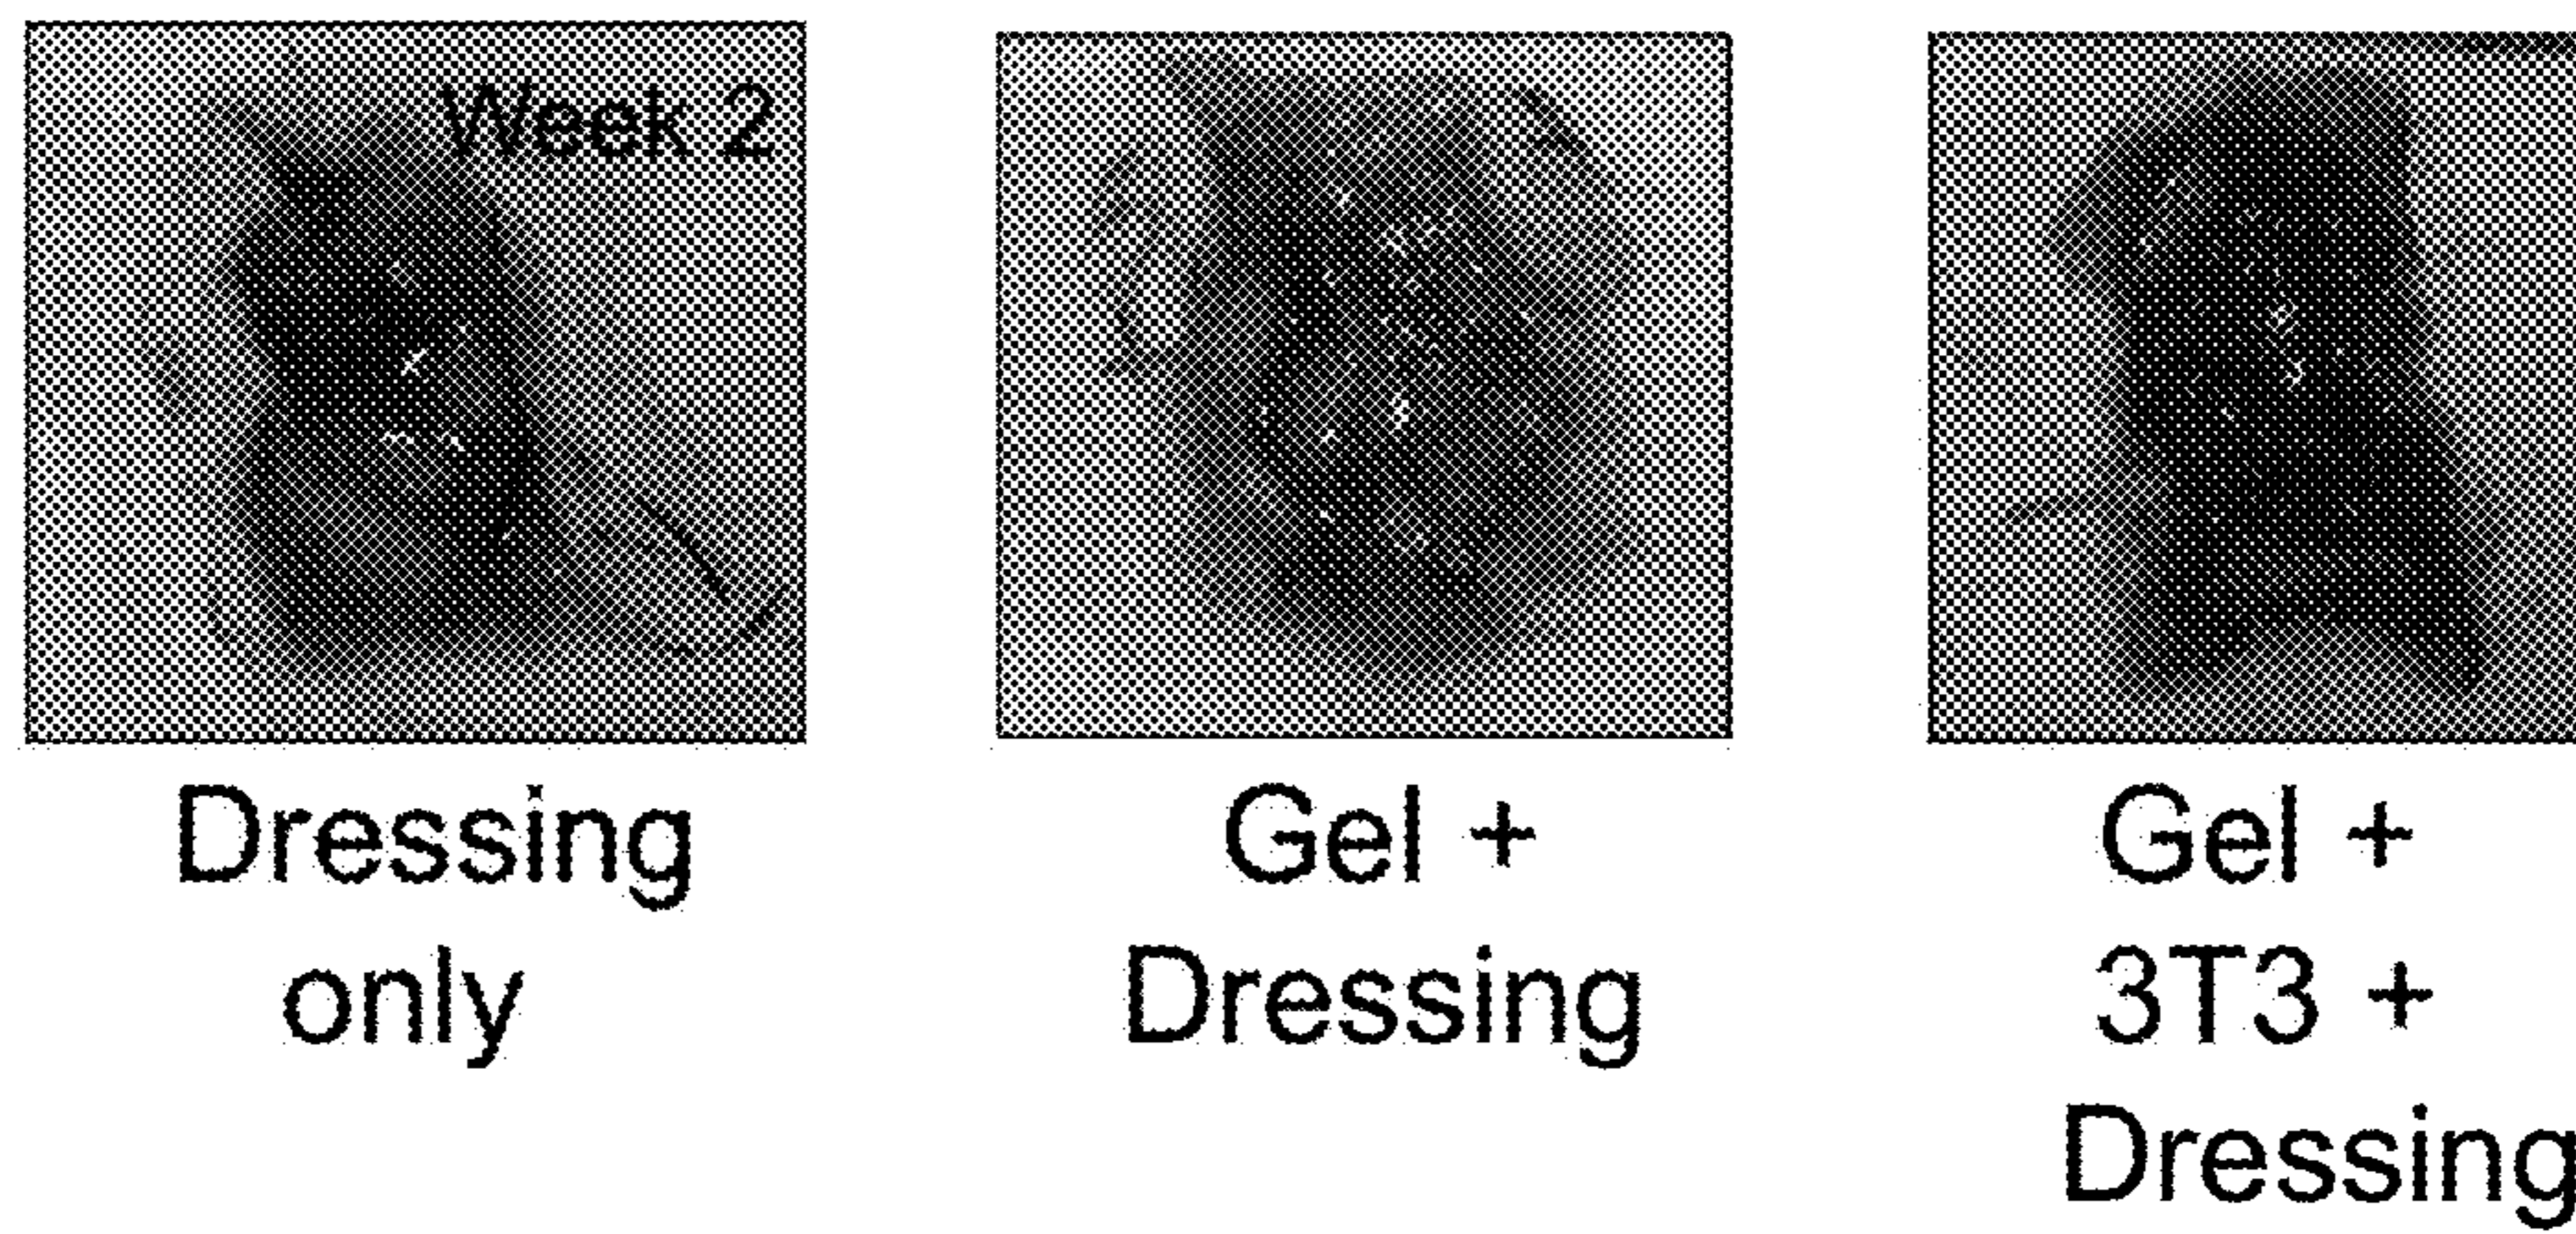 Week 2
Dressing
only
Gel +
Dressing
Gel +
3T3 +
Dressing